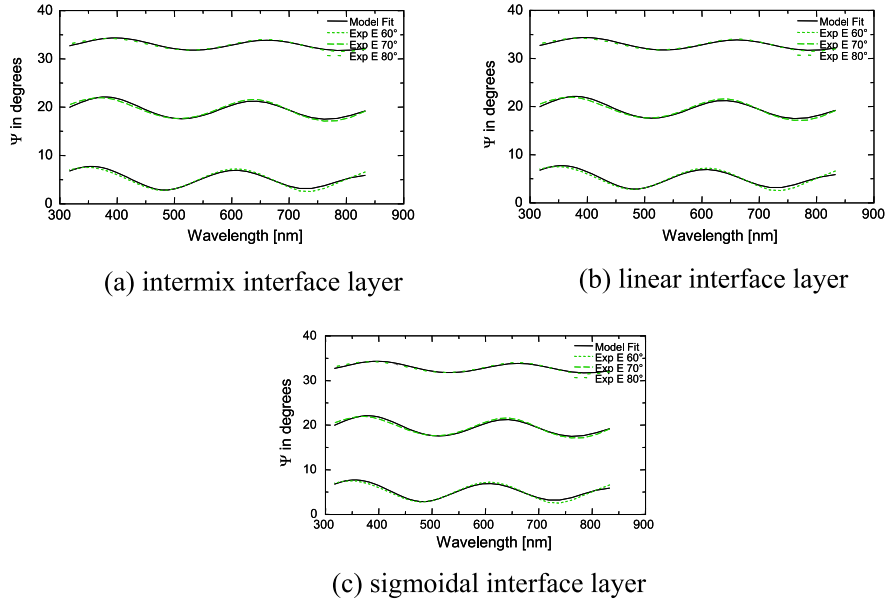 40
30
20
10
0
Ψ in degrees
Model Fit
Exp E 60°
Exp E 70°
Exp E 80°
300 400 500 600 700 800 900
Wavelength [nm]
(a) intermix interface layer
40
30
20
10
0
Ψ in degrees
Model Fit
Exp E 60°
Exp E 70°
Exp E 80°
300 400 500 600 700 800 900
Wavelength [nm]
(b) linear interface layer
40
30
20
10
0
Ψ in degrees
Model Fit
Exp E 60°
Exp E 70°
Exp E 80°
300 400 500 600 700 800 900
Wavelength [nm]
(c) sigmoidal interface layer